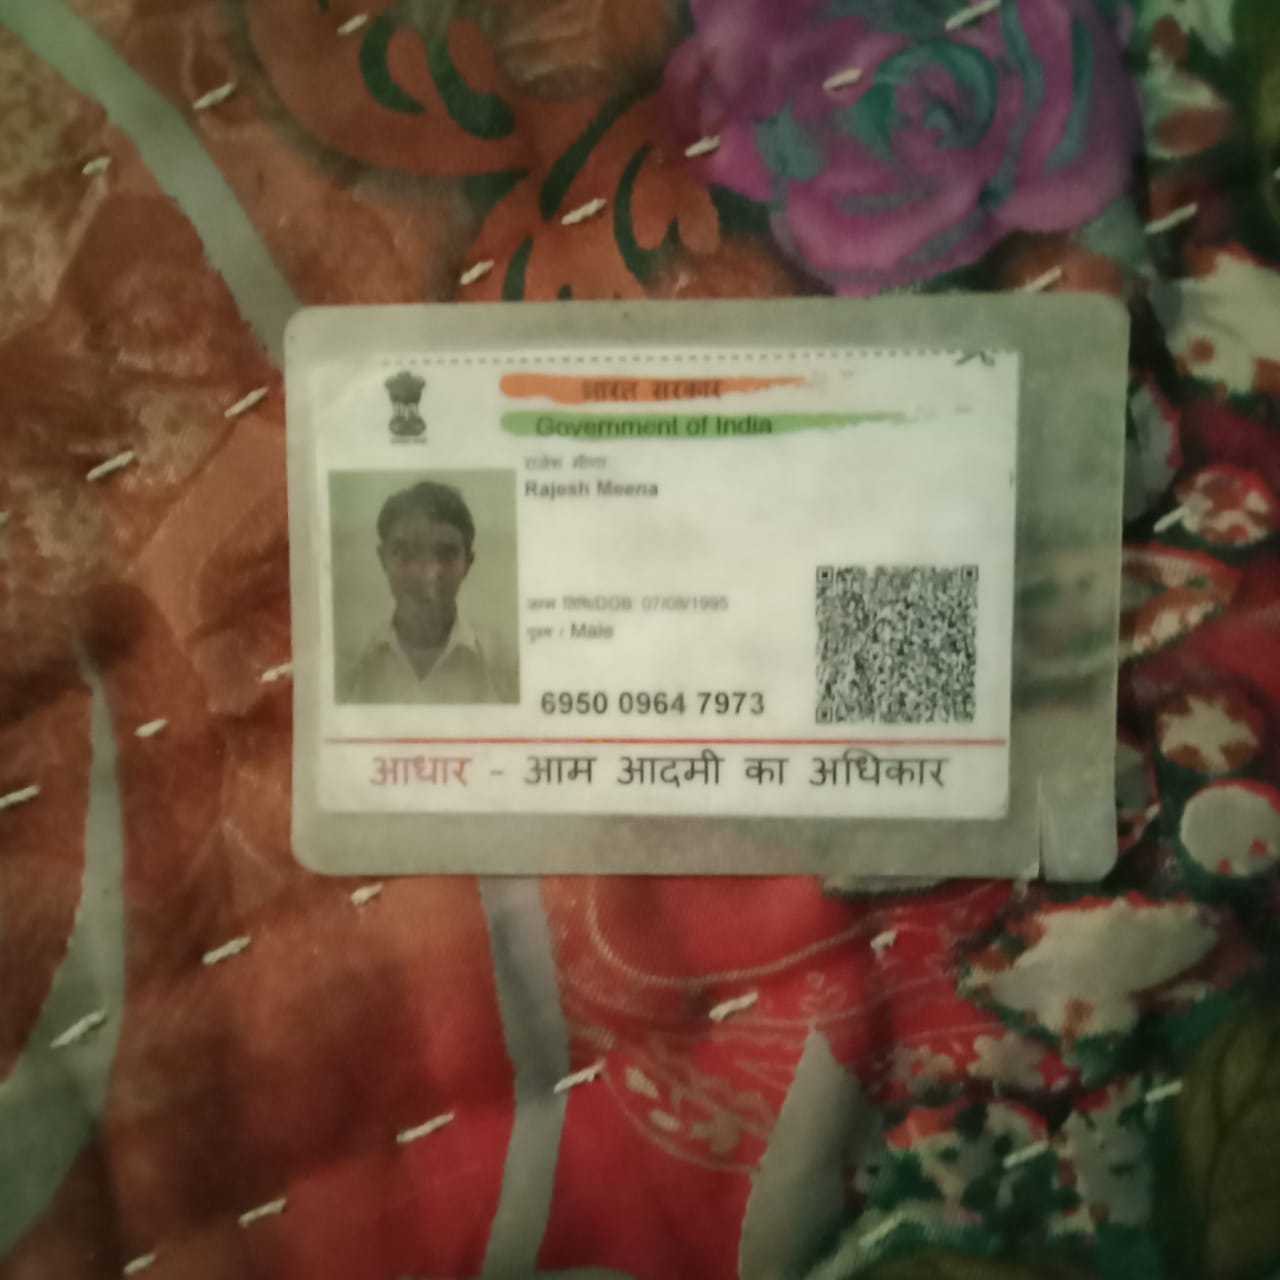 भारत सरकार
Government of India
राजेश मीणा
Rajesh Meena
जन्म तिथि/DOB: 07/08/1995
पुरुष / Male
6950 0964 7973
आधार - आम आदमी का अधिकार